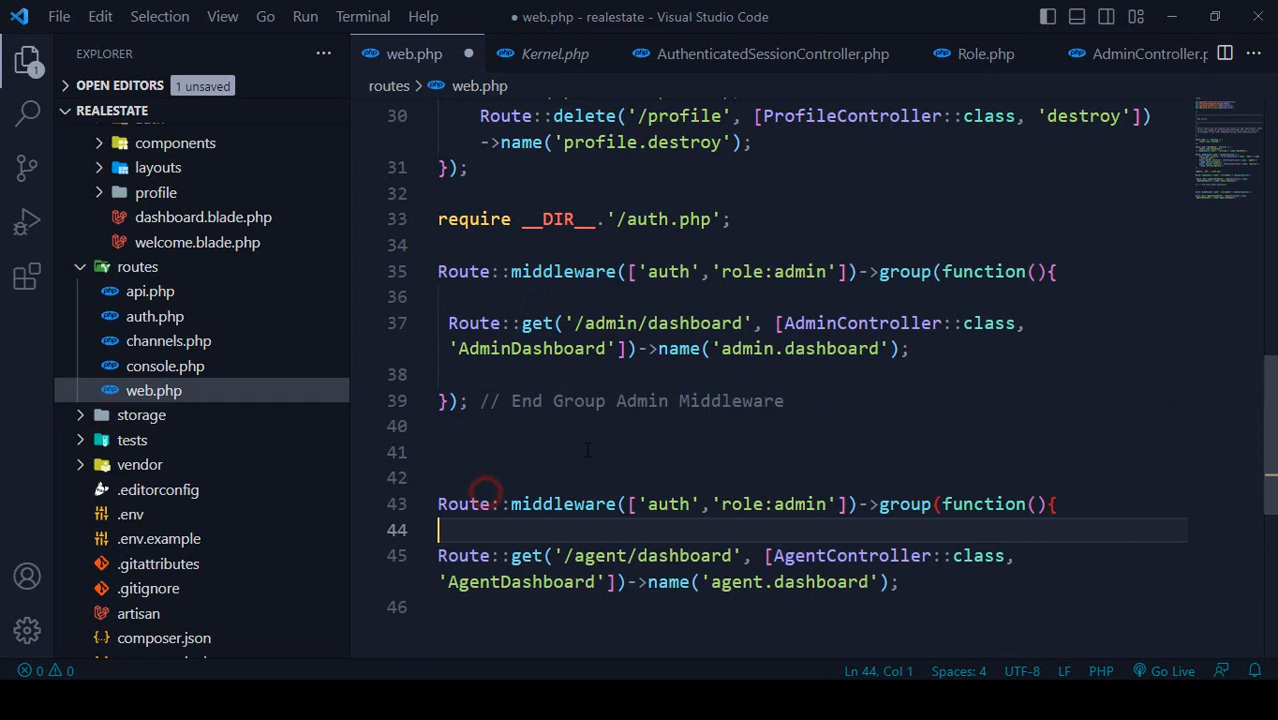 File Edit Selection View Go Run Terminal Help
● web.php - realestate - Visual Studio Code
EXPLORER
OPEN EDITORS 1 unsaved
REALESTATE
components
layouts
profile
dashboard.blade.php
welcome.blade.php
routes
api.php
auth.php
channels.php
console.php
web.php
storage
tests
vendor
.editorconfig
.env
.env.example
.gitattributes
.gitignore
artisan
composer.json
1
web.php Kernel.php AuthenticatedSessionController.php Role.php AdminController.p
routes > web.php
30 Route::delete('/profile', [ProfileController::class, 'destroy'])
->name('profile.destroy');
31 });
32
33 require __DIR__.'/auth.php';
34
35 Route::middleware(['auth','role:admin'])->group(function(){
36
37 Route::get('/admin/dashboard', [AdminController::class,
'AdminDashboard'])->name('admin.dashboard');
38
39 }); // End Group Admin Middleware
40
41
42
43 Route::middleware(['auth','role:admin'])->group(function(){
44
45 Route::get('/agent/dashboard', [AgentController::class,
'AgentDashboard'])->name('agent.dashboard');
46
0 0 Ln 44, Col 1 Spaces: 4 UTF-8 LF PHP Go Live